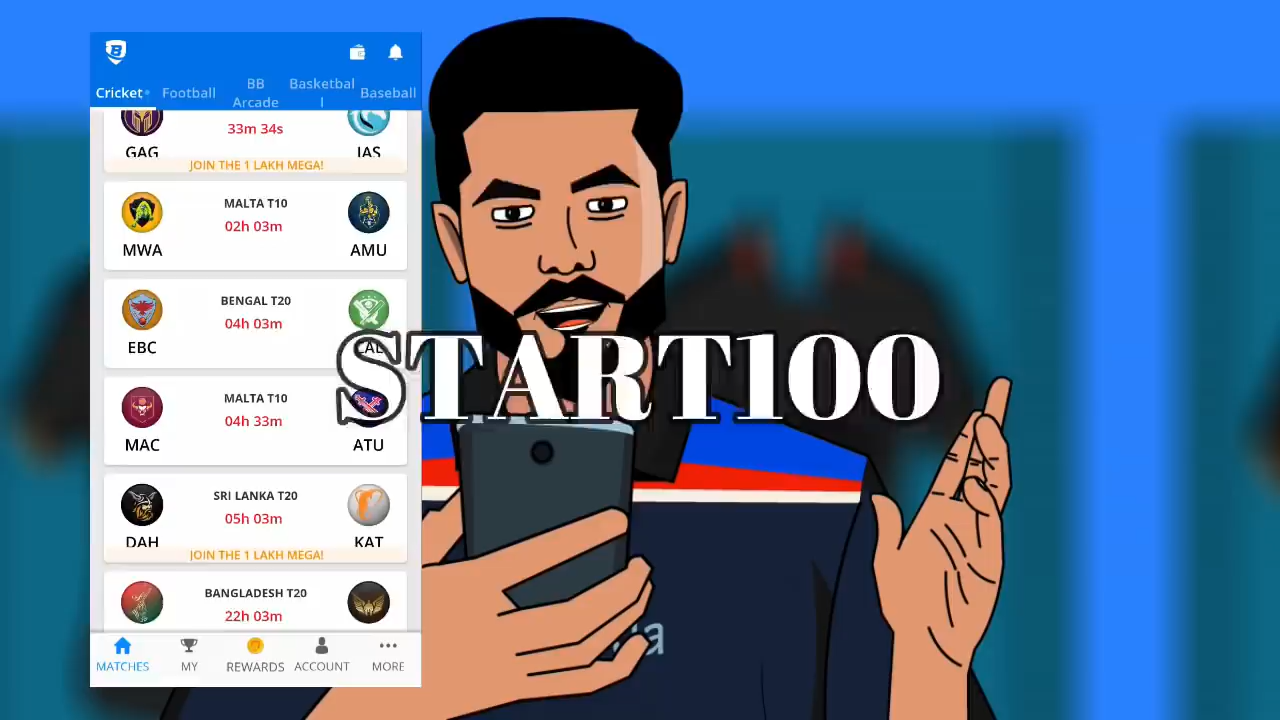 Cricket
Football
BB
Arcade
Basketbal
l
Baseball
33m 34s
GAG
IAS
JOIN THE 1 LAKH MEGA!
MALTA T10
02h 03m
MWA
AMU
BENGAL T20
04h 03m
EBC
CAL
START100
MALTA T10
04h 33m
MAC
ATU
SRI LANKA T20
05h 03m
DAH
KAT
JOIN THE 1 LAKH MEGA!
BANGLADESH T20
22h 03m
MATCHES
MY
REWARDS
ACCOUNT
MORE